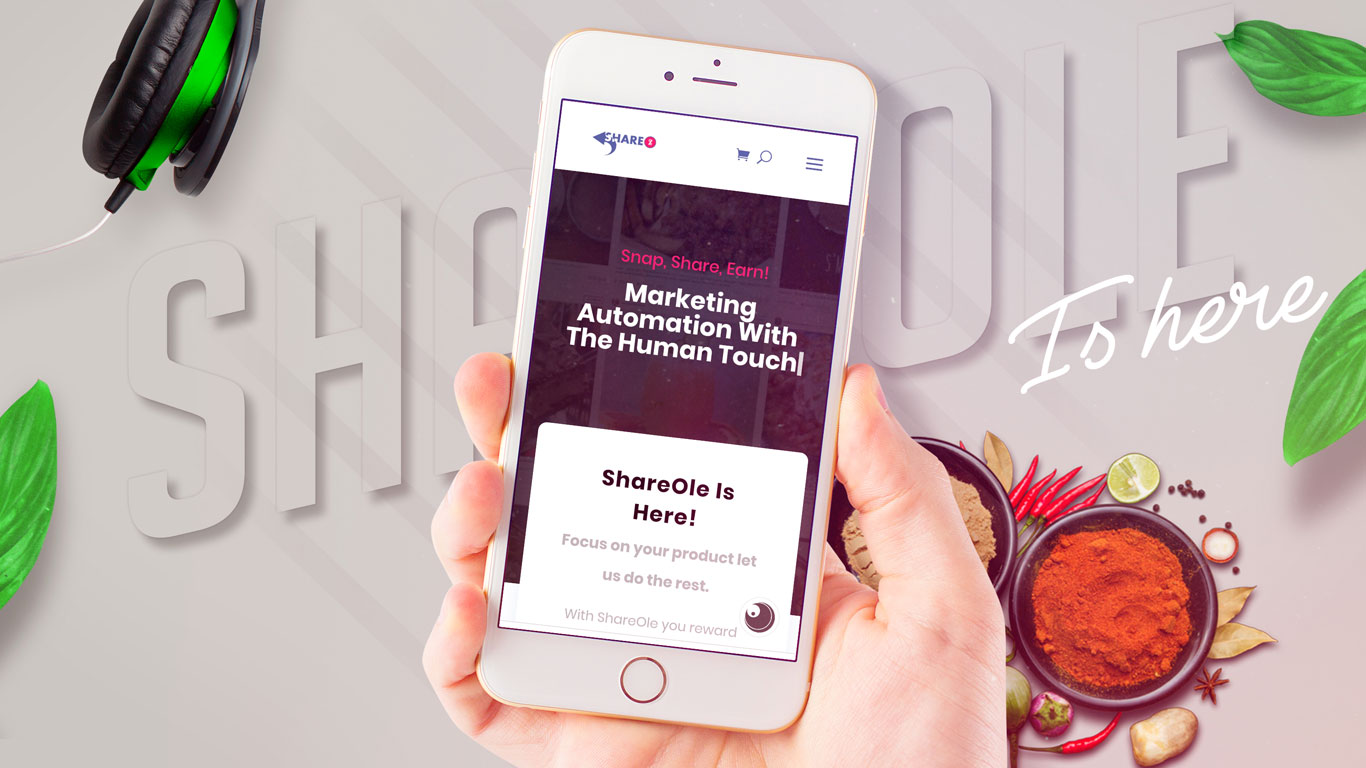 SHAREOLE
Is here
SHARE
Snap, Share, Earn!
Marketing
Automation With
The Human Touch
ShareOle Is
Here!
Focus on your product let
us do the rest.
With ShareOle you reward